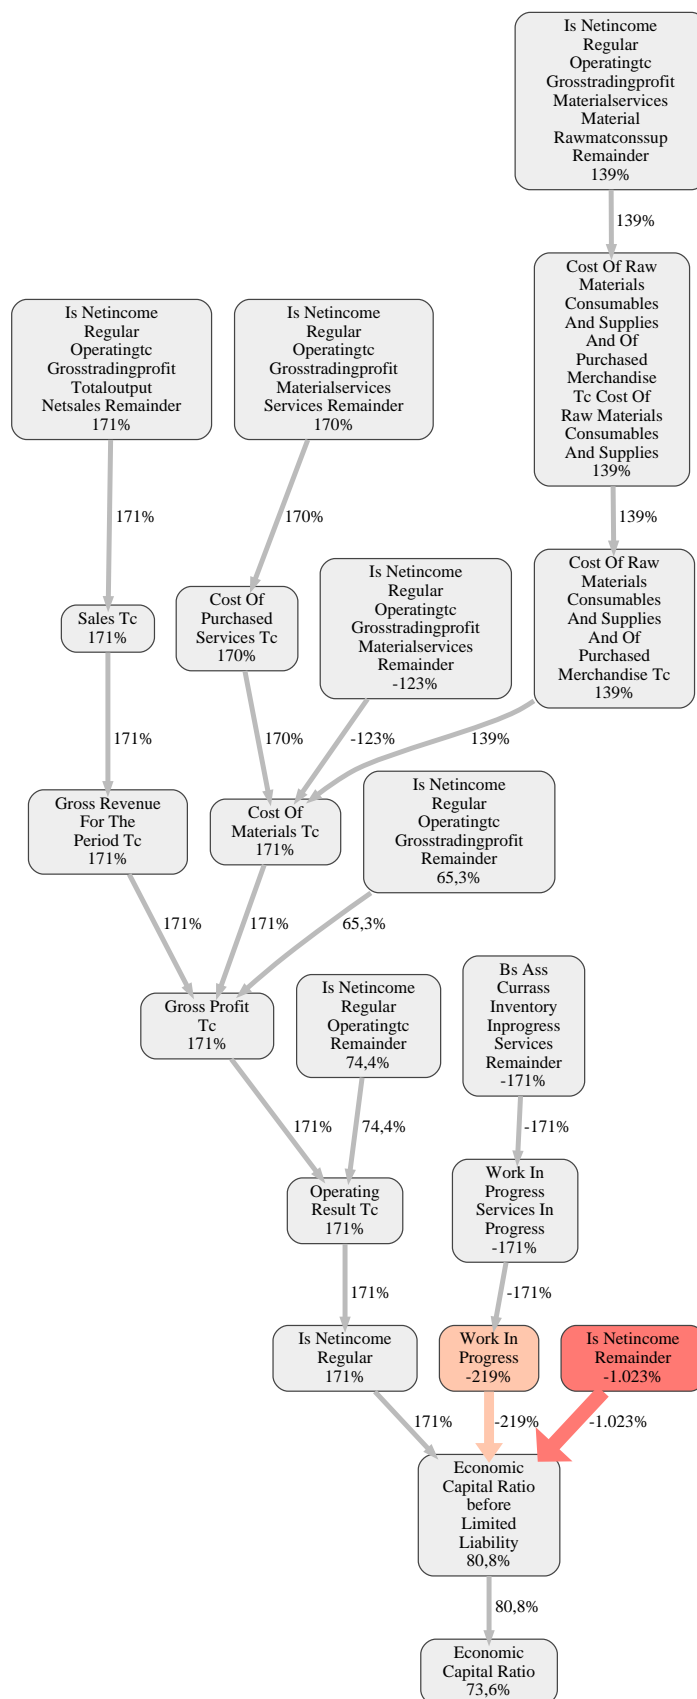 Is Netincome
Regular
Operatingtc
Grosstradingprofit
Materialservices
Material
Rawmatconssup
Remainder
139%
139%
Cost Of Raw
Materials
Consumables
And Supplies
And Of
Purchased
Merchandise
Tc Cost Of
Raw Materials
Consumables
And Supplies
139%
Is Netincome
Regular
Operatingtc
Grosstradingprofit
Totaloutput
Netsales Remainder
171%
Is Netincome
Regular
Operatingtc
Grosstradingprofit
Materialservices
Services Remainder
170%
171%
170%
139%
Sales Tc
171%
Cost Of
Purchased
Services Tc
170%
Is Netincome
Regular
Operatingtc
Grosstradingprofit
Materialservices
Remainder
-123%
Cost Of Raw
Materials
Consumables
And Supplies
And Of
Purchased
Merchandise Tc
139%
171%
170%
-123%
139%
Gross Revenue
For The
Period Tc
171%
Cost Of
Materials Tc
171%
Is Netincome
Regular
Operatingtc
Grosstradingprofit
Remainder
65,3%
171%
171%
65,3%
Gross Profit
Tc
171%
Is Netincome
Regular
Operatingtc
Remainder
74,4%
Bs Ass
Currass
Inventory
Inprogress
Services
Remainder
-171%
171%
74,4%
-171%
Operating
Result Tc
171%
Work In
Progress
Services In
Progress
-171%
171%
-171%
Is Netincome
Regular
171%
Work In
Progress
-219%
Is Netincome
Remainder
-1.023%
171%
-219%
-1.023%
Economic
Capital Ratio
before
Limited
Liability
80,8%
80,8%
Economic
Capital Ratio
73,6%